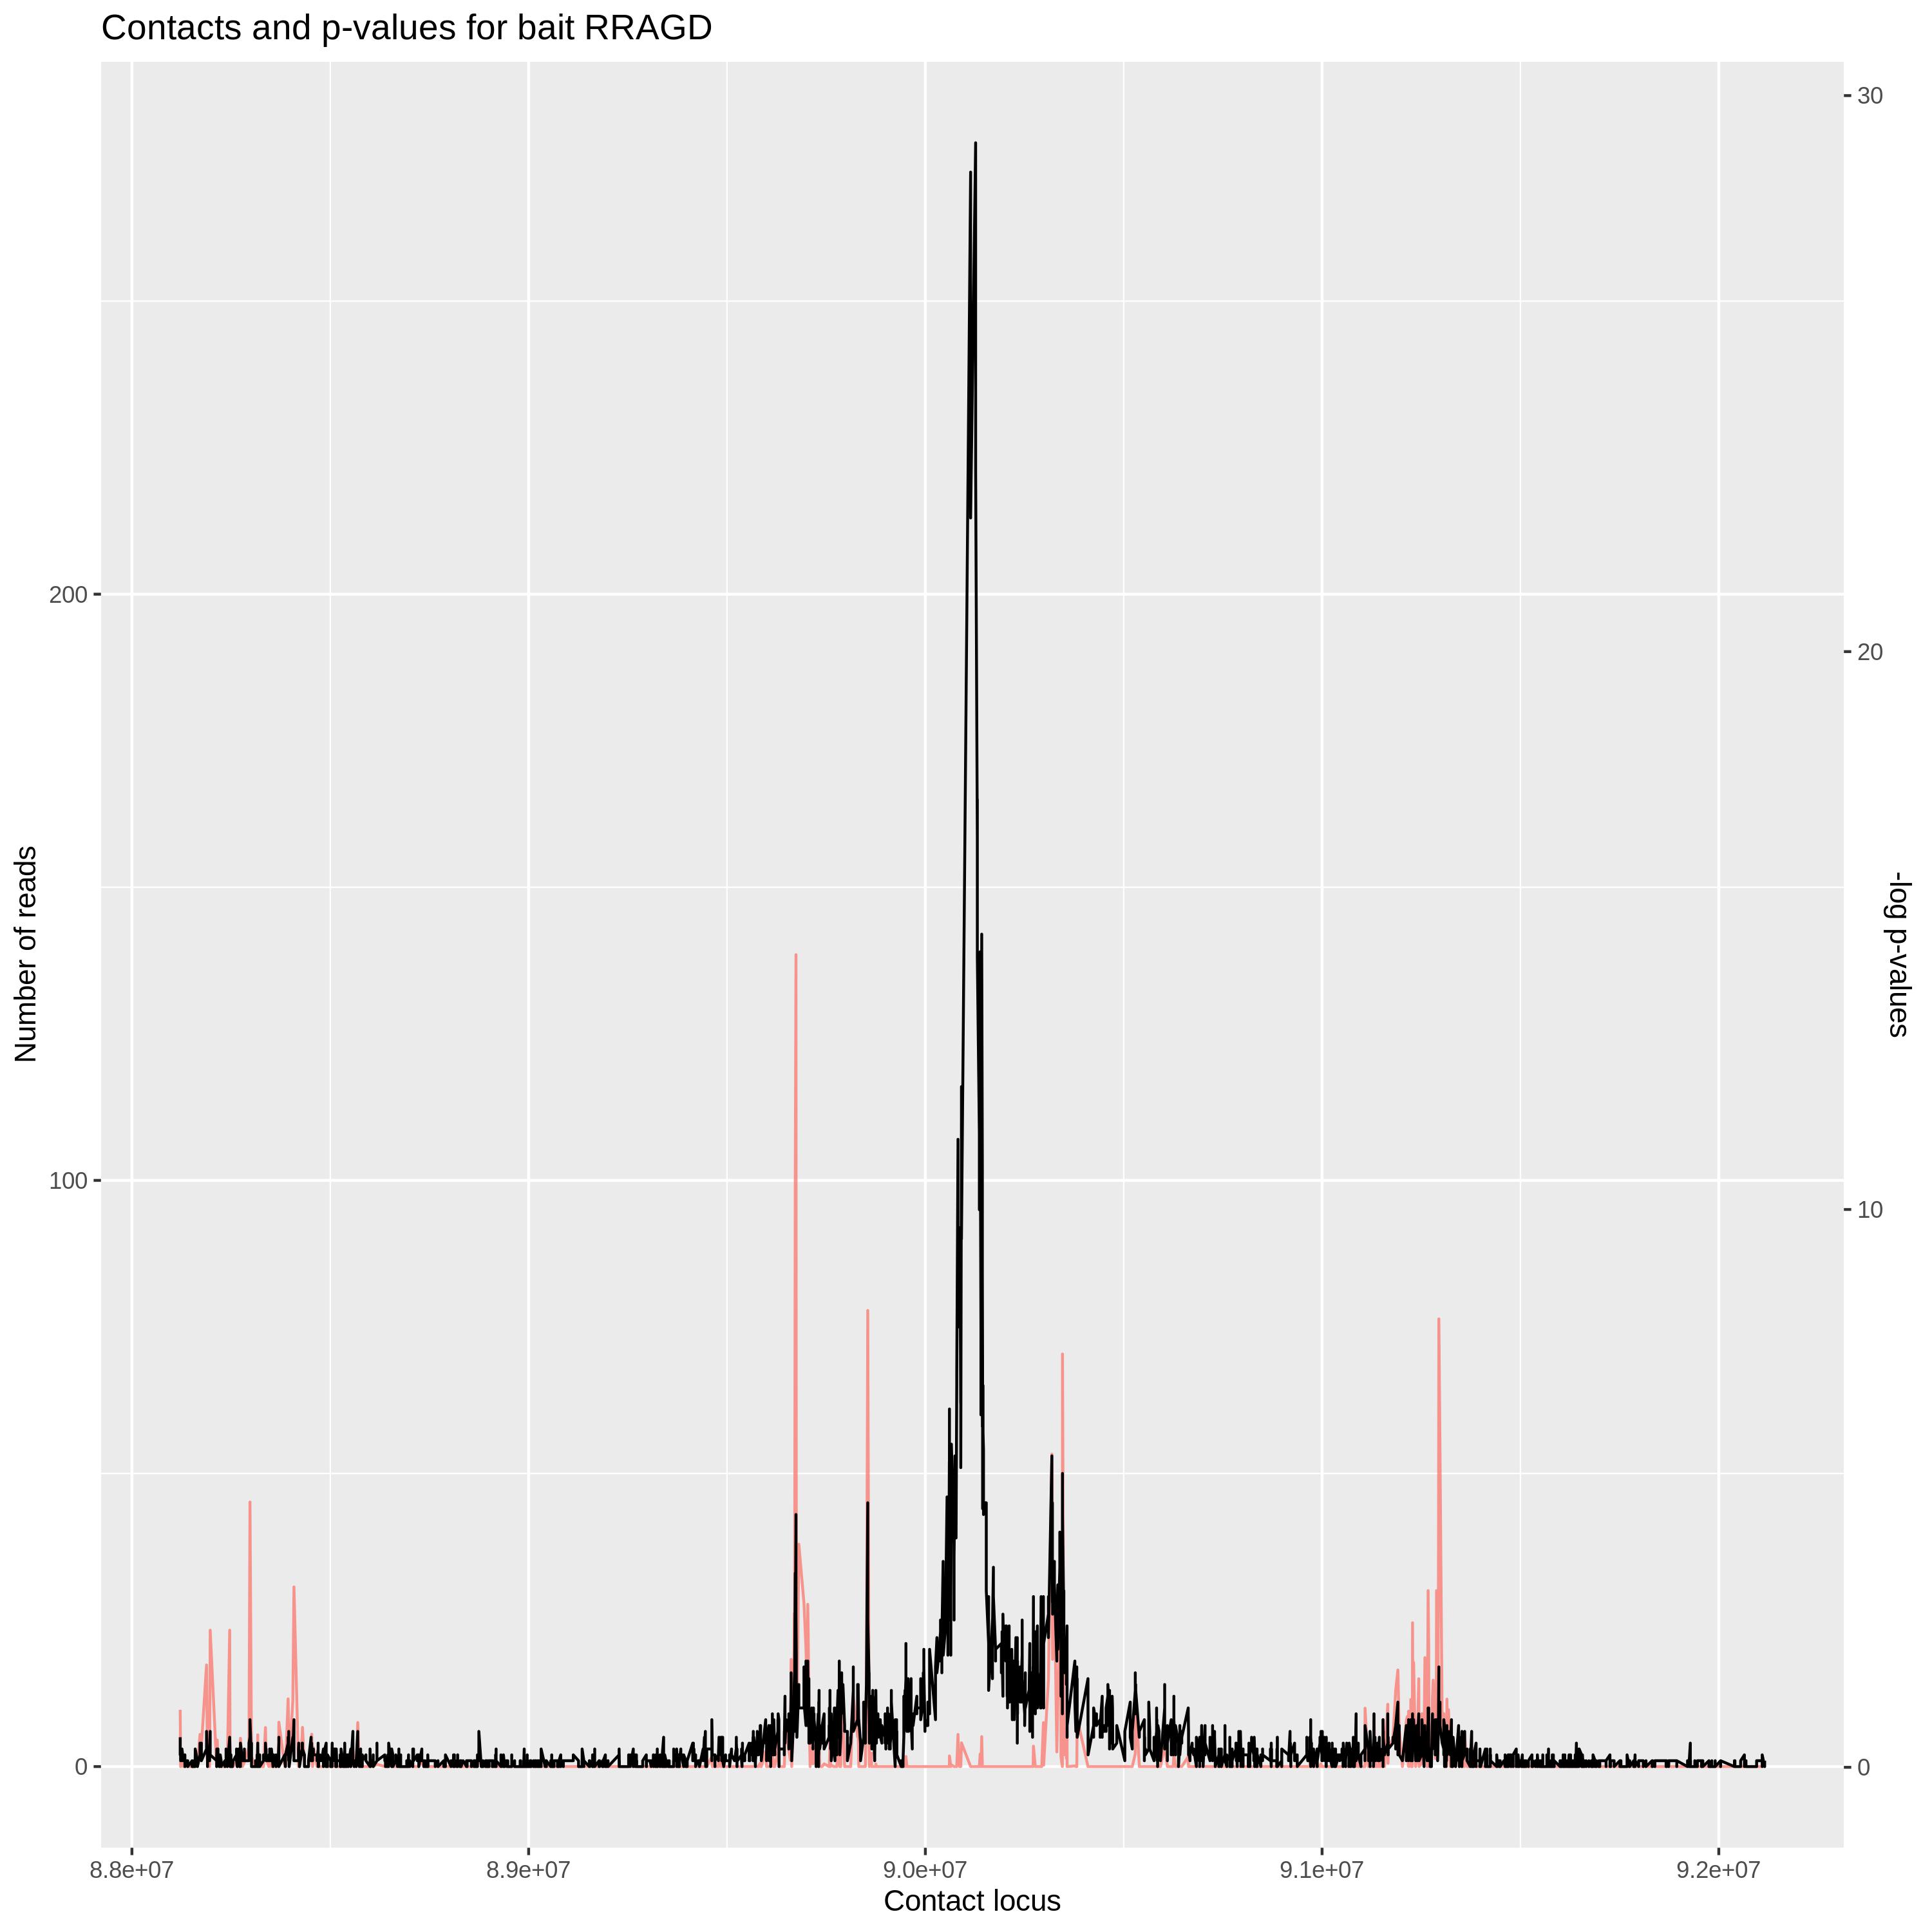 Contacts and p-values for bait RRAGD
30
200
20
Number of reads
-log p-values
100
10
0
0
8.8e+07
8.9e+07
9.0e+07
9.1e+07
9.2e+07
Contact locus